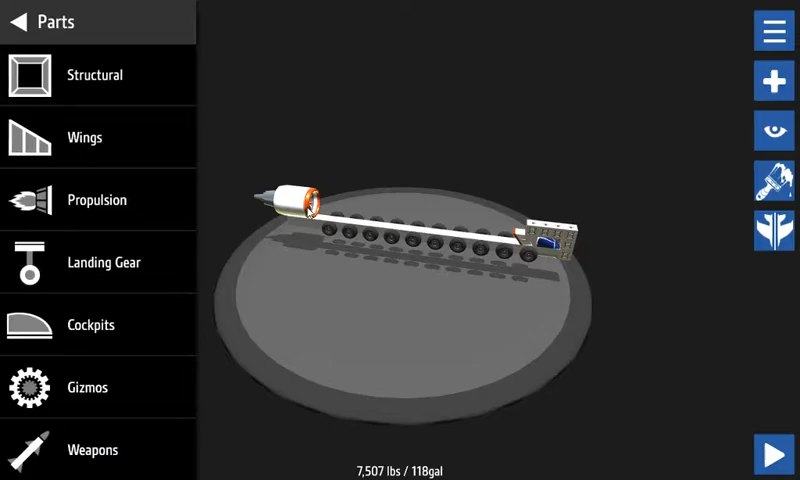 Parts
Structural
Wings
Propulsion
Landing Gear
Cockpits
Gizmos
Weapons
7,507 lbs / 118gal